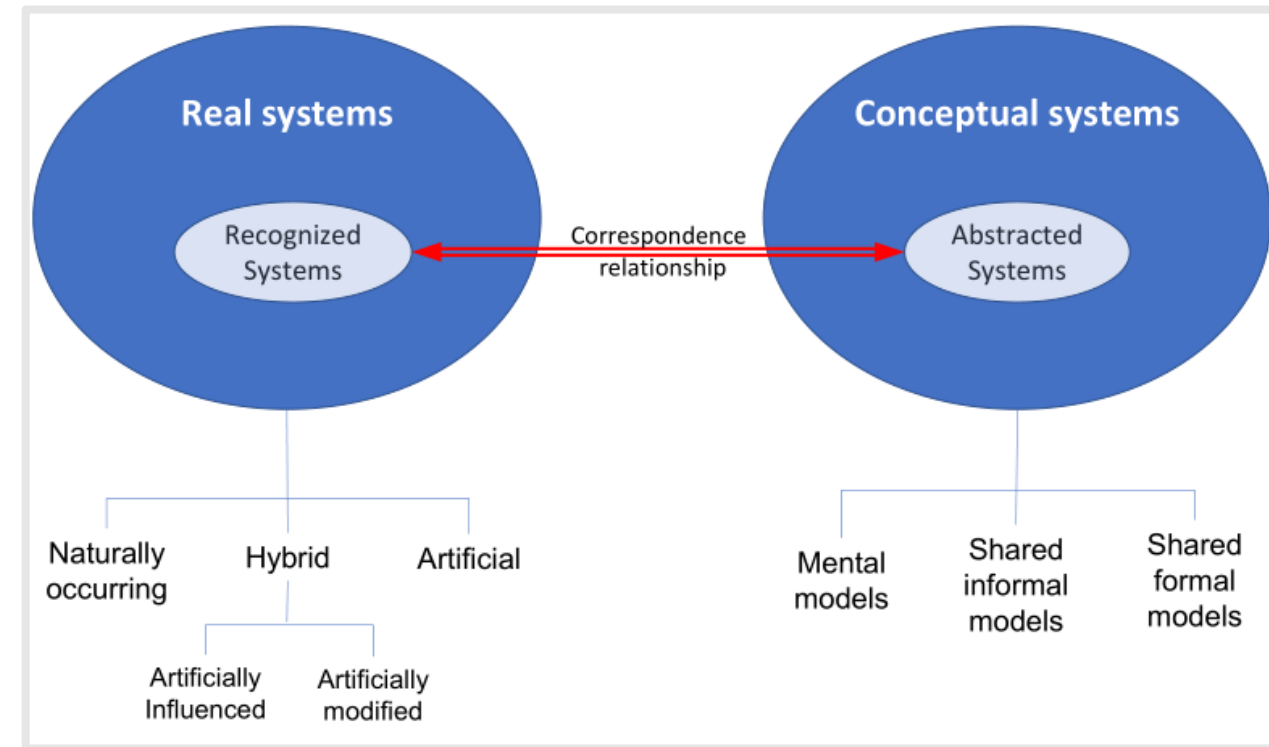 Real systems
Conceptual systems
Recognized
Systems
Correspondence
relationship
Abstracted
Systems
Naturally
occurring
Hybrid
Artificial
Artificially
Influenced
Artificially
modified
Mental
models
Shared
informal
models
Shared
formal
models